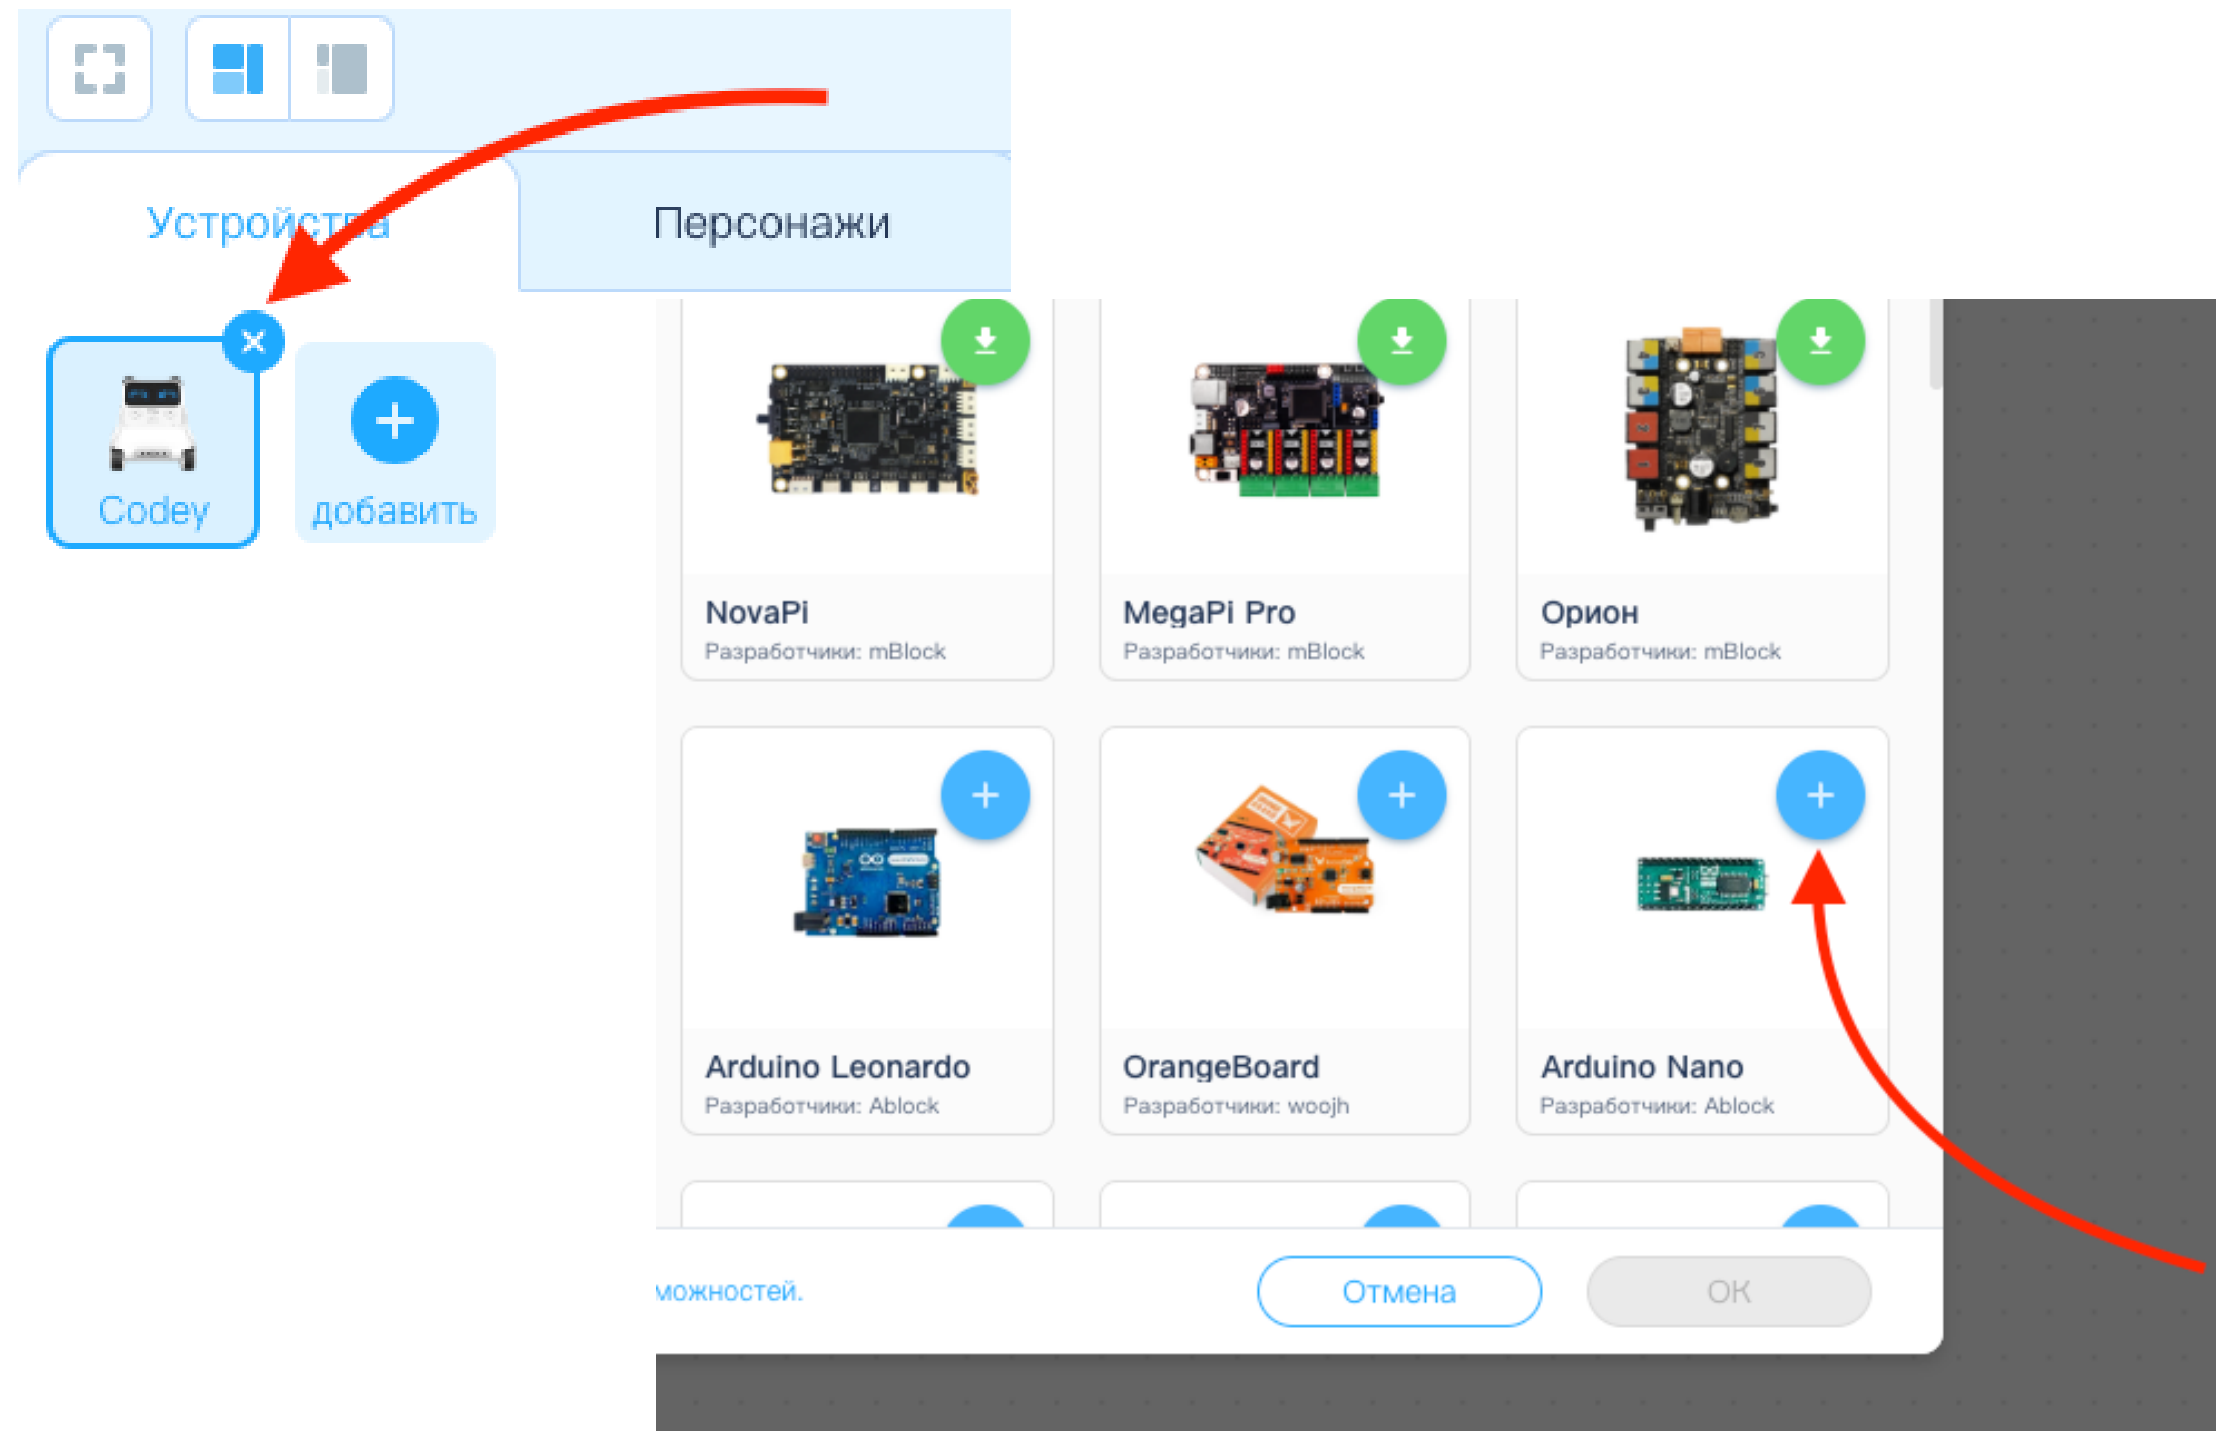 Устройства
Персонажи
Codey
добавить
NovaPi
Разработчики: mBlock
MegaPi Pro
Разработчики: mBlock
Орион
Разработчики: mBlock
Arduino Leonardo
Разработчики: Ablock
OrangeBoard
Разработчики: woojh
Arduino Nano
Разработчики: Ablock
можностей.
Отмена
ОК